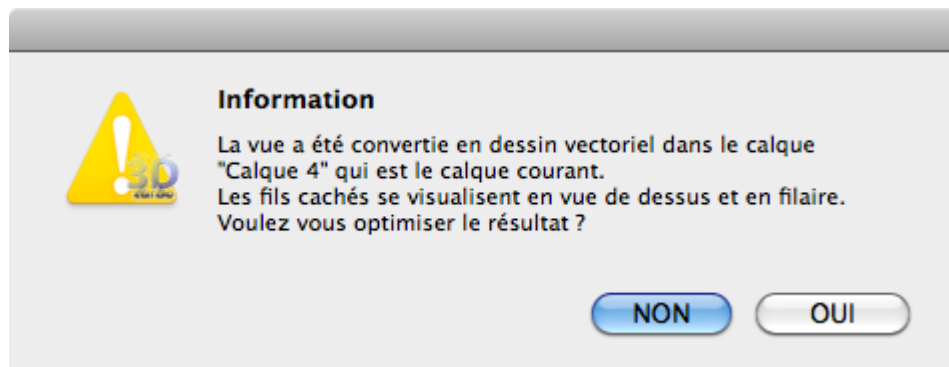 Information
La vue a été convertie en dessin vectoriel dans le calque
"Calque 4" qui est le calque courant.
Les fils cachés se visualisent en vue de dessus et en filaire.
Voulez vous optimiser le résultat ?
3D
NON OUI